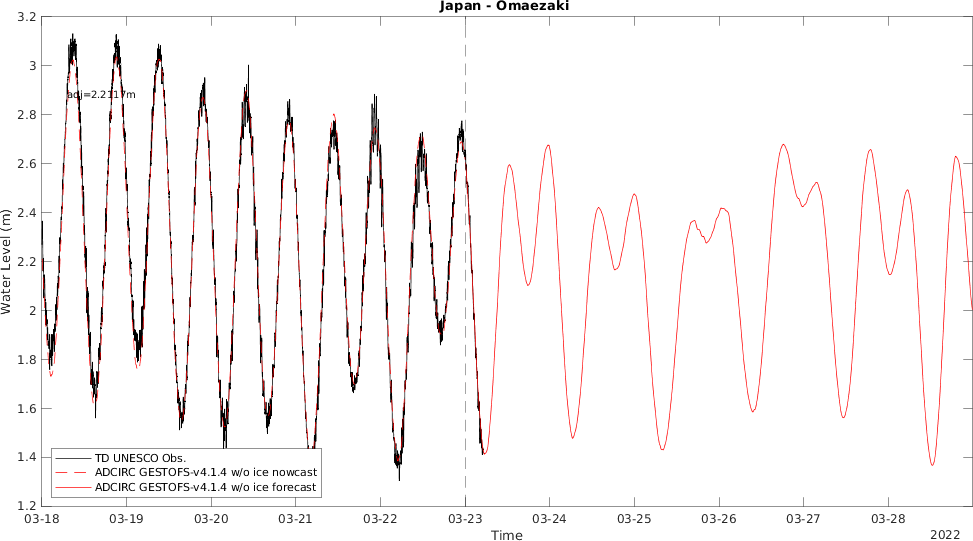 Japan - Omaezaki
3.2
3
2.8
2.6
2.4
2.2
2
1.8
1.6
1.4
1.2
Water Level (m)
adj=2.2117m
TD UNESCO Obs.
ADCIRC GESTOFS-v4.1.4 w/o ice nowcast
ADCIRC GESTOFS-v4.1.4 w/o ice forecast
03-18 03-19 03-20 03-21 03-22 03-23 03-24 03-25 03-26 03-27 03-28
Time
2022